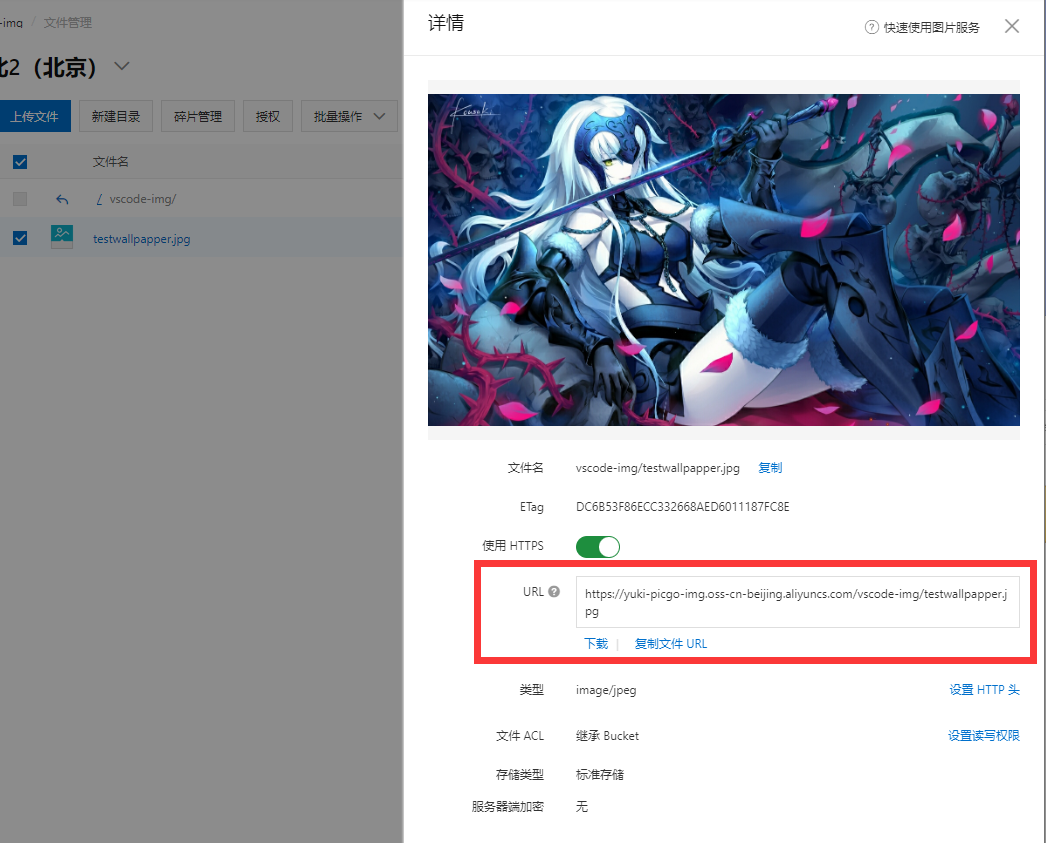 -img / 文件管理
北2（北京）
上传文件 新建目录 碎片管理 授权 批量操作
文件名
/ vscode-img/
testwallpapper.jpg
详情
快速使用图片服务
文件名 vscode-img/testwallpapper.jpg 复制
ETag DC6B53F86ECC332668AED6011187FC8E
使用 HTTPS
URL https://yuki-picgo-img.oss-cn-beijing.aliyuncs.com/vscode-img/testwallpapper.j
pg
下载 | 复制文件 URL
类型 image/jpeg 设置 HTTP 头
文件 ACL 继承 Bucket 设置读写权限
存储类型 标准存储
服务器端加密 无